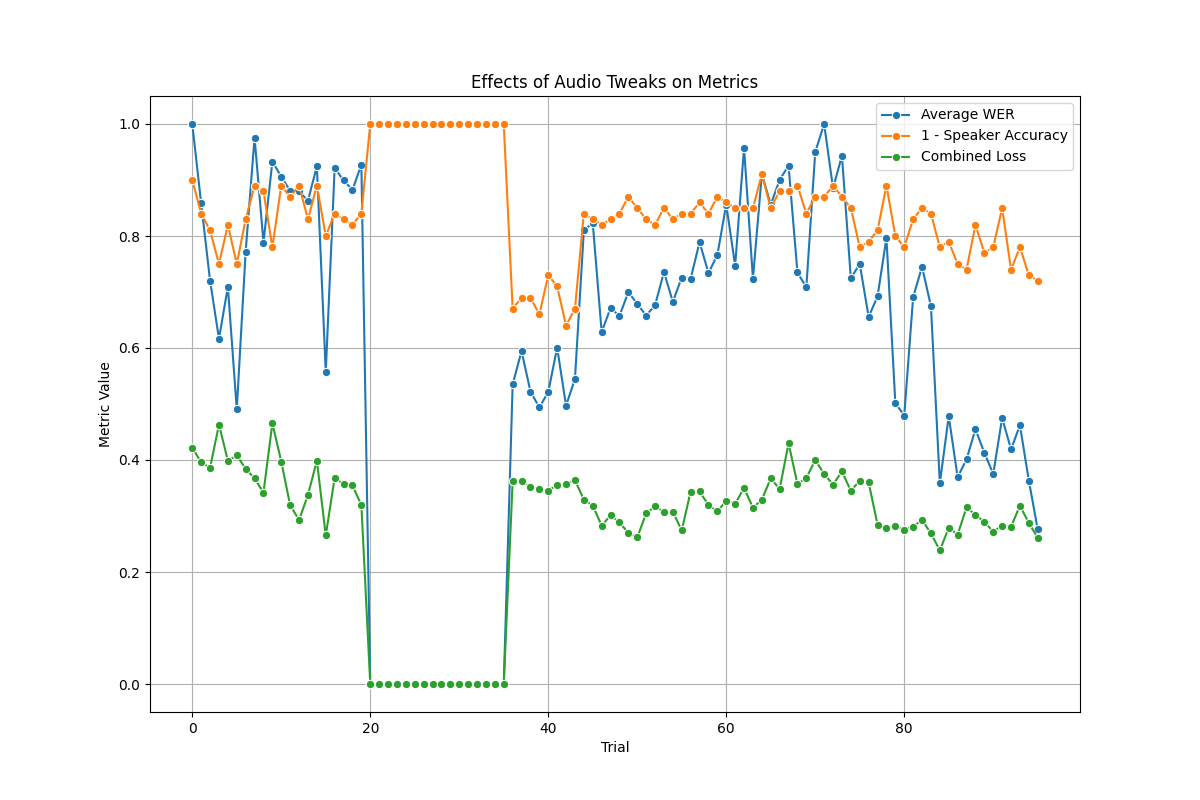 Effects of Audio Tweaks on Metrics
Average WER
1 - Speaker Accuracy
Combined Loss
1.0
0.8
0.6
0.4
0.2
0.0
Metric Value
0 20 40 60 80
Trial